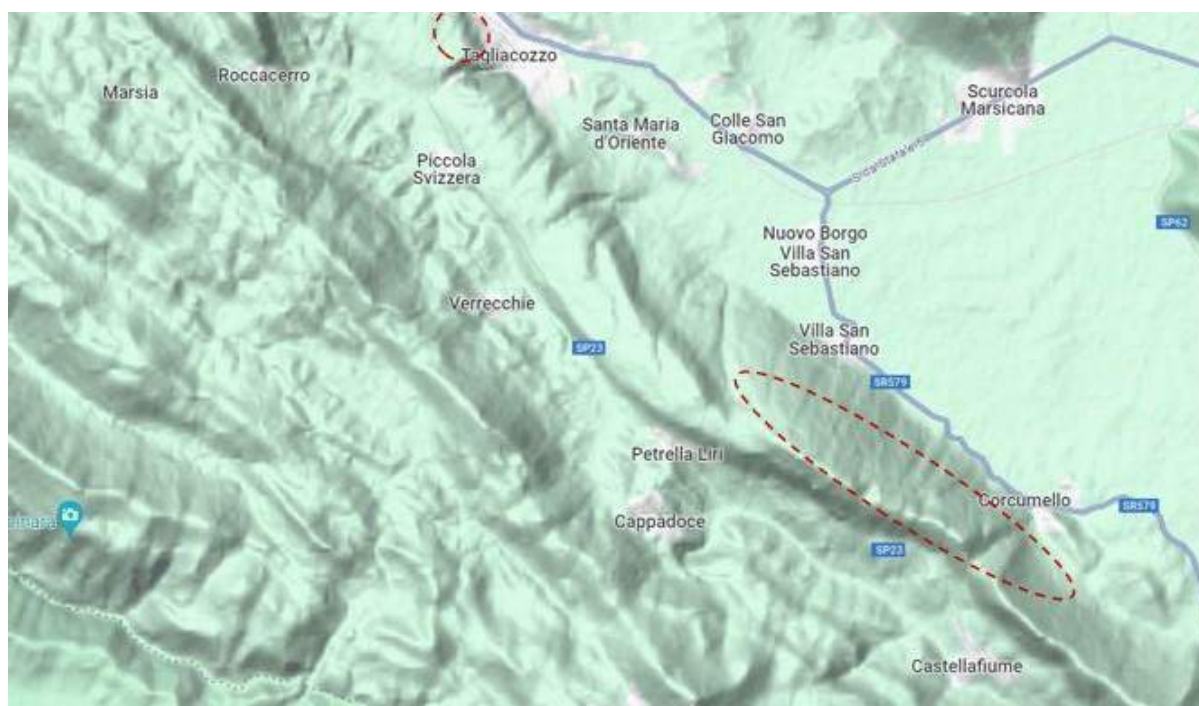 Tagliacozzo
Roccacerro
Marsia
Scurcola
Marsicana
Santa Maria
d'Oriente
Colle San
Giacomo
Piccola
Svizzera
SP62
Nuovo Borgo
Villa San
Sebastiano
Verrecchie
Villa San
Sebastiano
SP23
SR579
Petrella Liri
Corcumello
SR579
Cappadoce
SP23
Castellafiume